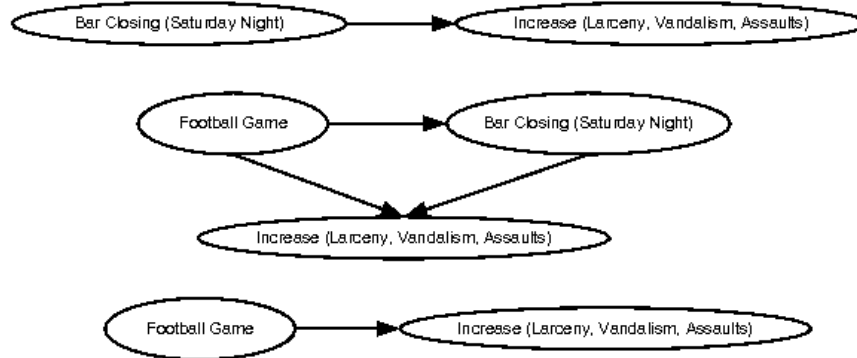 Bar Closing (Saturday Night)
Increase (Larceny, Vandalism, Assaults)
Football Game
Bar Closing (Saturday Night)
Increase (Larceny, Vandalism, Assaults)
Football Game
Increase (Larceny, Vandalism, Assaults)